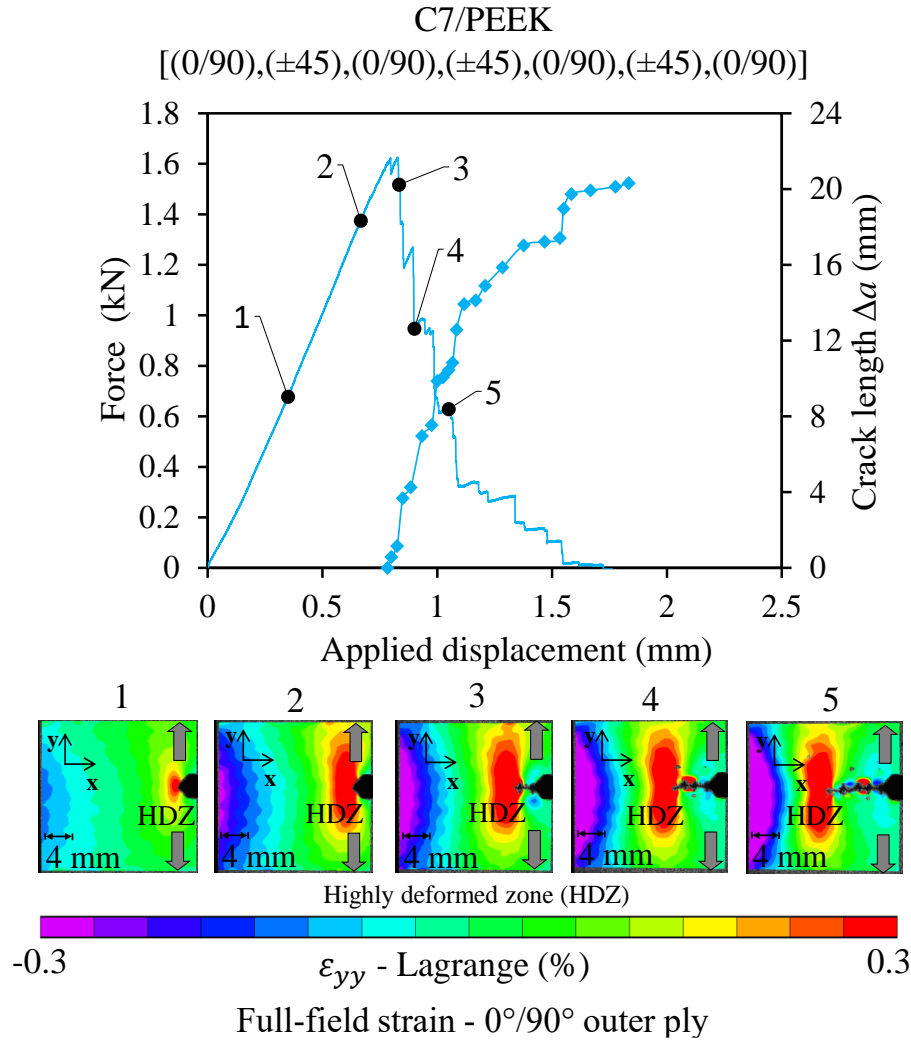 C7/PEEK
[(0/90),(±45),(0/90),(±45),(0/90),(±45),(0/90)]
1.8
1.6
1.4
1.2
1
0.8
0.6
0.4
0.2
0
Force (kN)
1
2
3
4
5
24
20
16
12
8
4
0
Crack length Δa (mm)
0
0.5
1
1.5
2
2.5
Applied displacement (mm)
1
2
3
4
5
y
x
HDZ
4 mm
y
x
HDZ
4 mm
y
x
HDZ
4 mm
y
x
HDZ
4 mm
y
x
HDZ
4 mm
Highly deformed zone (HDZ)
-0.3
0.3
εyy - Lagrange (%)
Full-field strain - 0°/90° outer ply